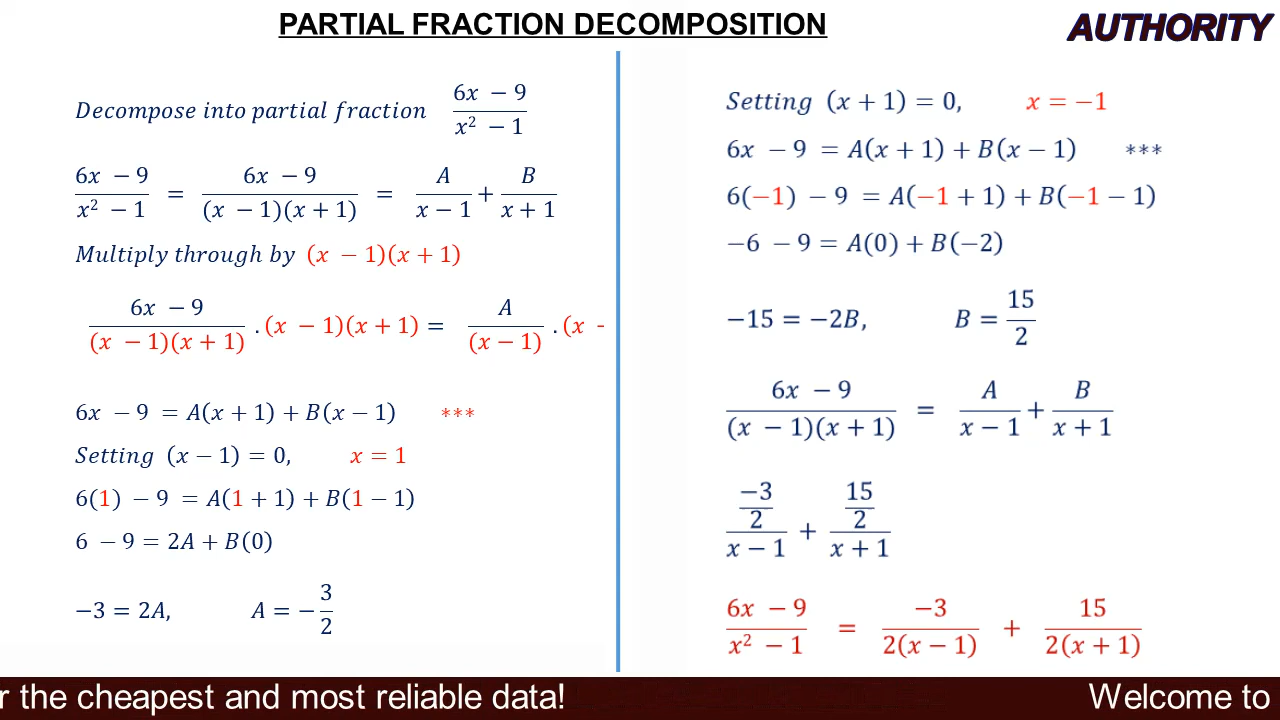 PARTIAL FRACTION DECOMPOSITION
AUTHORITY
Decompose into partial fraction (6x − 9)/(x² − 1)
(6x − 9)/(x² − 1) = (6x − 9)/((x − 1)(x + 1)) = A/(x − 1) + B/(x + 1)
Multiply through by (x − 1)(x + 1)
(6x − 9)/((x − 1)(x + 1)) . (x − 1)(x + 1) = A/((x − 1)) . (x -
6x − 9 = A(x + 1) + B(x − 1) ***
Setting (x − 1) = 0, x = 1
6(1) − 9 = A(1 + 1) + B(1 − 1)
6 − 9 = 2A + B(0)
−3 = 2A, A = −3/2
Setting (x + 1) = 0, x = −1
6x − 9 = A(x + 1) + B(x − 1) ***
6(−1) − 9 = A(−1 + 1) + B(−1 − 1)
−6 − 9 = A(0) + B(−2)
−15 = −2B, B = 15/2
(6x − 9)/((x − 1)(x + 1)) = A/(x − 1) + B/(x + 1)
(−3/2)/(x − 1) + (15/2)/(x + 1)
(6x − 9)/(x² − 1) = −3/(2(x − 1)) + 15/(2(x + 1))
r the cheapest and most reliable data! Welcome to